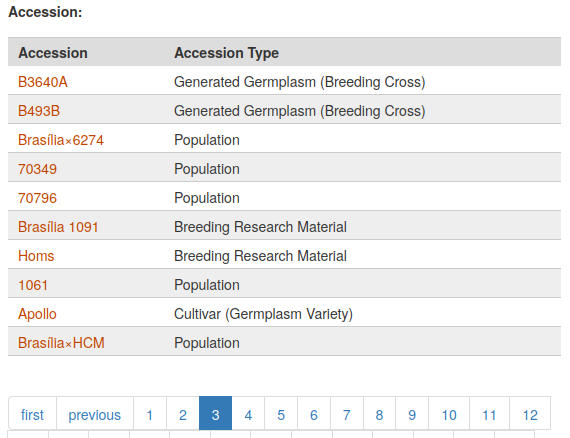 Accession:
Accession Accession Type
B3640A Generated Germplasm (Breeding Cross)
B493B Generated Germplasm (Breeding Cross)
Brasília×6274 Population
70349 Population
70796 Population
Brasília 1091 Breeding Research Material
Homs Breeding Research Material
1061 Population
Apollo Cultivar (Germplasm Variety)
Brasília×HCM Population
first previous 1 2 3 4 5 6 7 8 9 10 11 12